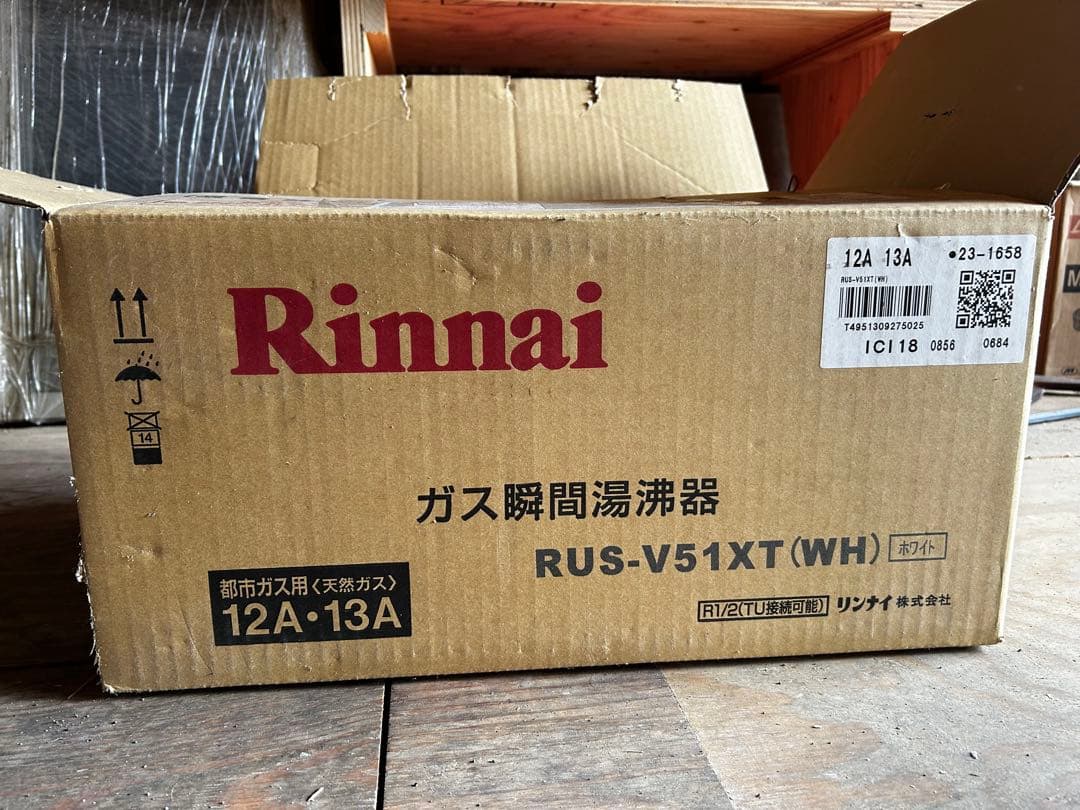 12A 13A ●23-1658
RUS-V51XT(WH)
T4951309275025
ICI18 0856 0684
Rinnai
14
ガス瞬間湯沸器
RUS-V51XT(WH) ホワイト
都市ガス用〈天然ガス〉
12A・13A
R1/2(TU接続可能) リンナイ株式会社